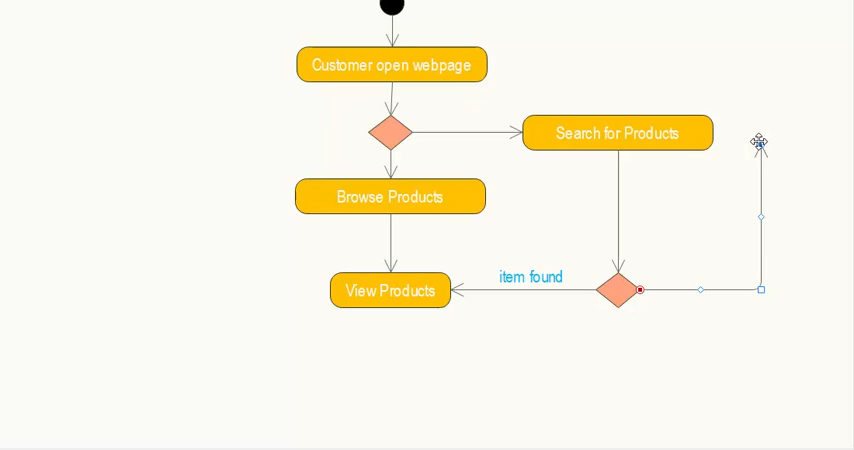 Customer open webpage
Search for Products
Browse Products
item found
View Products